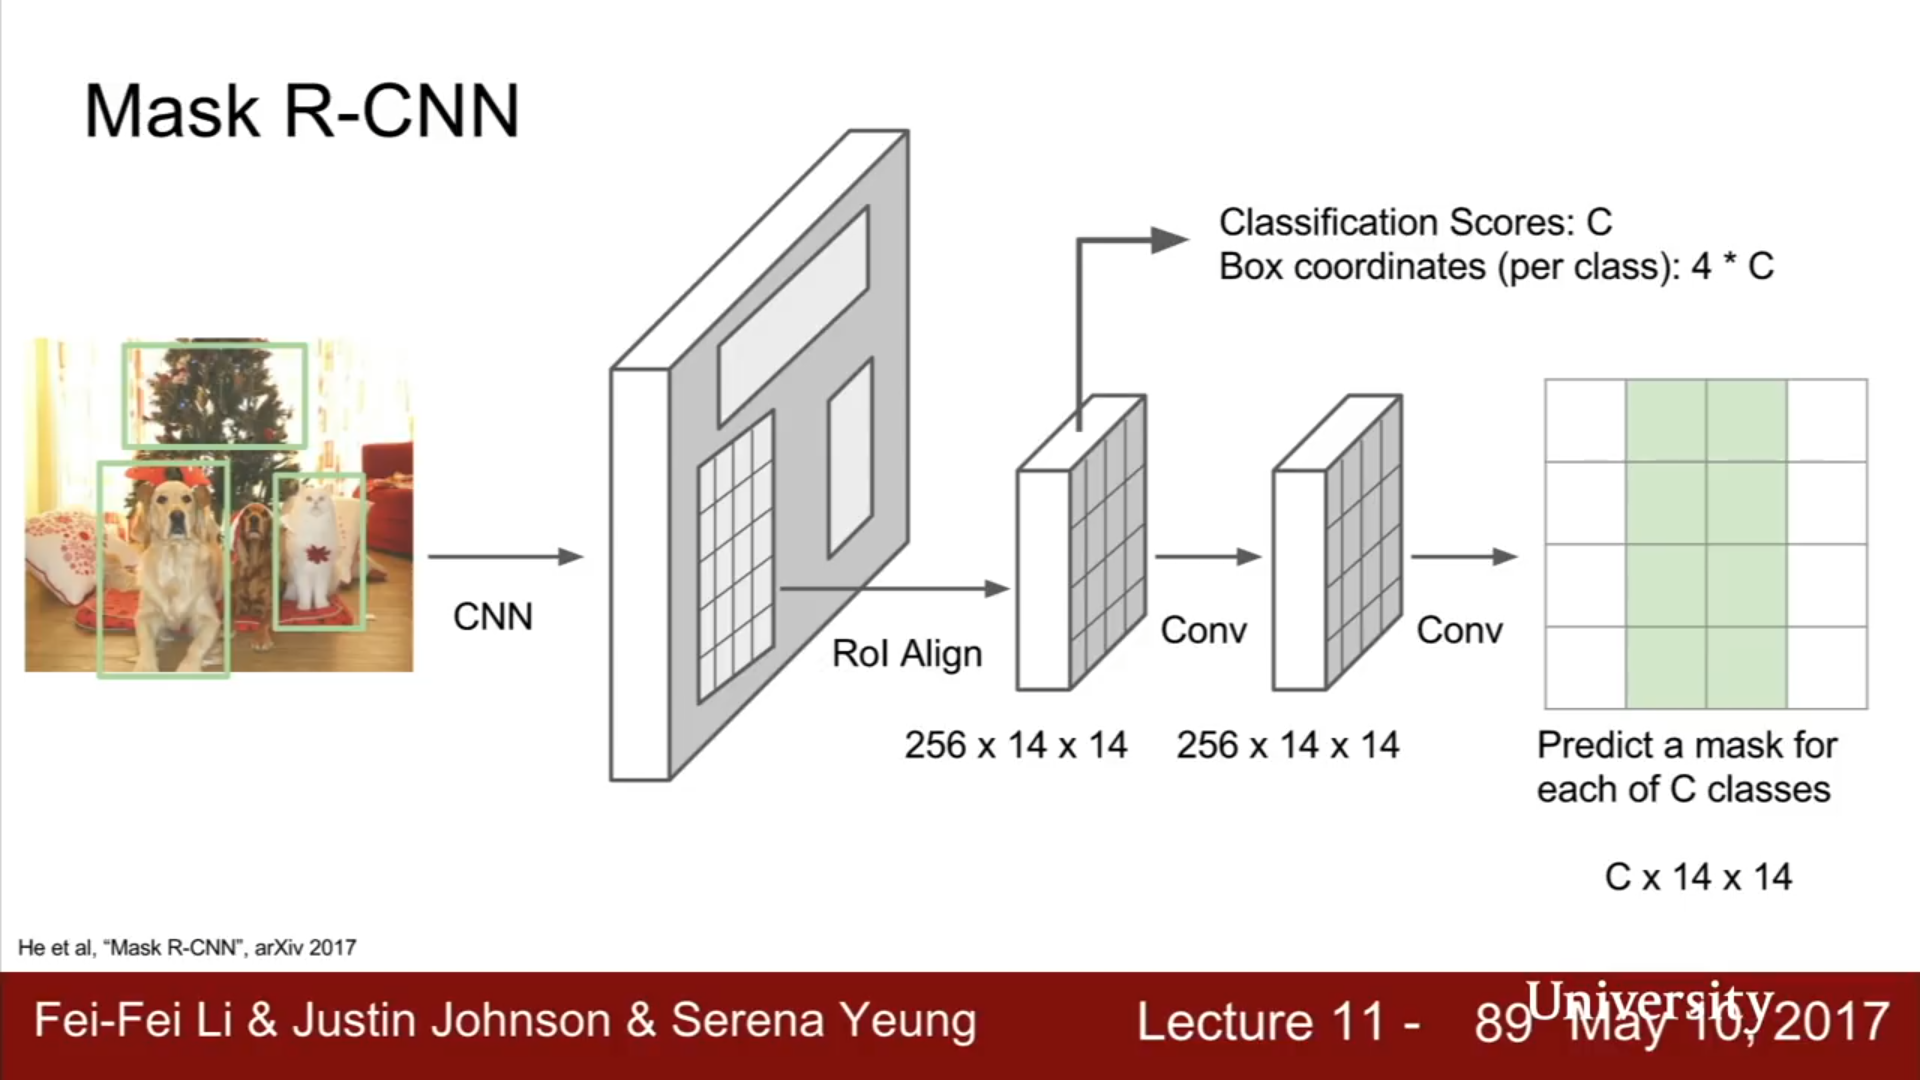 Mask R-CNN
Classification Scores: C
Box coordinates (per class): 4 * C
CNN
RoI Align
Conv
Conv
256 x 14 x 14
256 x 14 x 14
Predict a mask for
each of C classes
C x 14 x 14
He et al, “Mask R-CNN”, arXiv 2017
Fei-Fei Li & Justin Johnson & Serena Yeung
Lecture 11 -
89
May 10, 2017
University